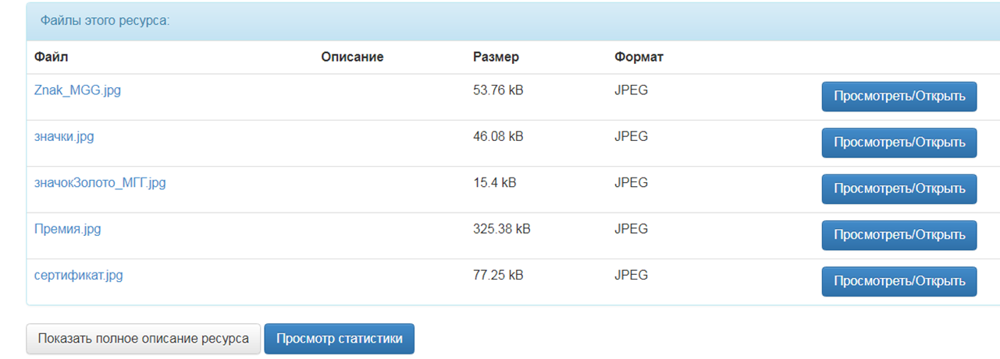 Файлы этого ресурса:
Файл Описание Размер Формат
Znak_MGG.jpg 53.76 kB JPEG Просмотреть/Открыть
значки.jpg 46.08 kB JPEG Просмотреть/Открыть
значокЗолото_МГГ.jpg 15.4 kB JPEG Просмотреть/Открыть
Премия.jpg 325.38 kB JPEG Просмотреть/Открыть
сертификат.jpg 77.25 kB JPEG Просмотреть/Открыть
Показать полное описание ресурса Просмотр статистики